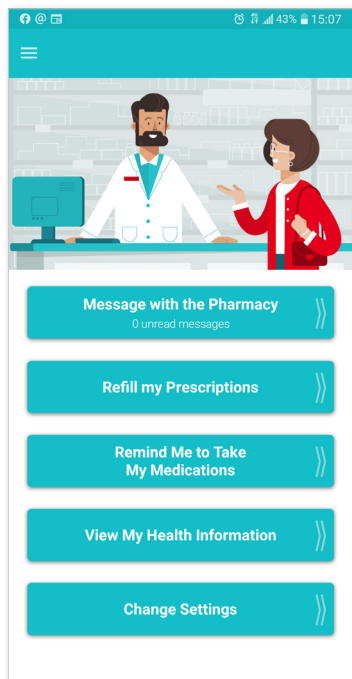 43% 15:07
Message with the Pharmacy
0 unread messages
Refill my Prescriptions
Remind Me to Take
My Medications
View My Health Information
Change Settings